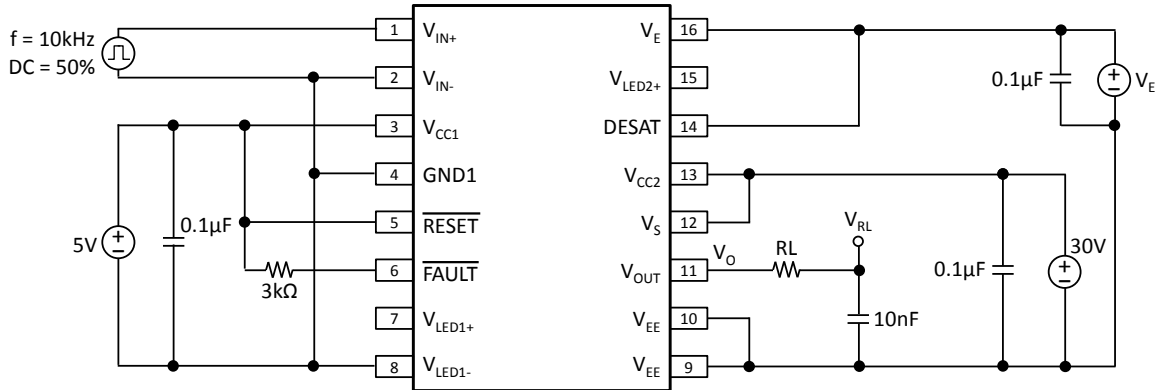 f = 10kHz
DC = 50%
1 V_IN+
2 V_IN-
3 V_CC1
4 GND1
5 RESET
6 FAULT
7 V_LED1+
8 V_LED1-
5V
0.1µF
3kΩ
V_E 16
V_LED2+ 15
DESAT 14
V_CC2 13
V_S 12
V_OUT 11
V_EE 10
V_EE 9
0.1µF
V_E
V_O
RL
V_RL
10nF
0.1µF
30V